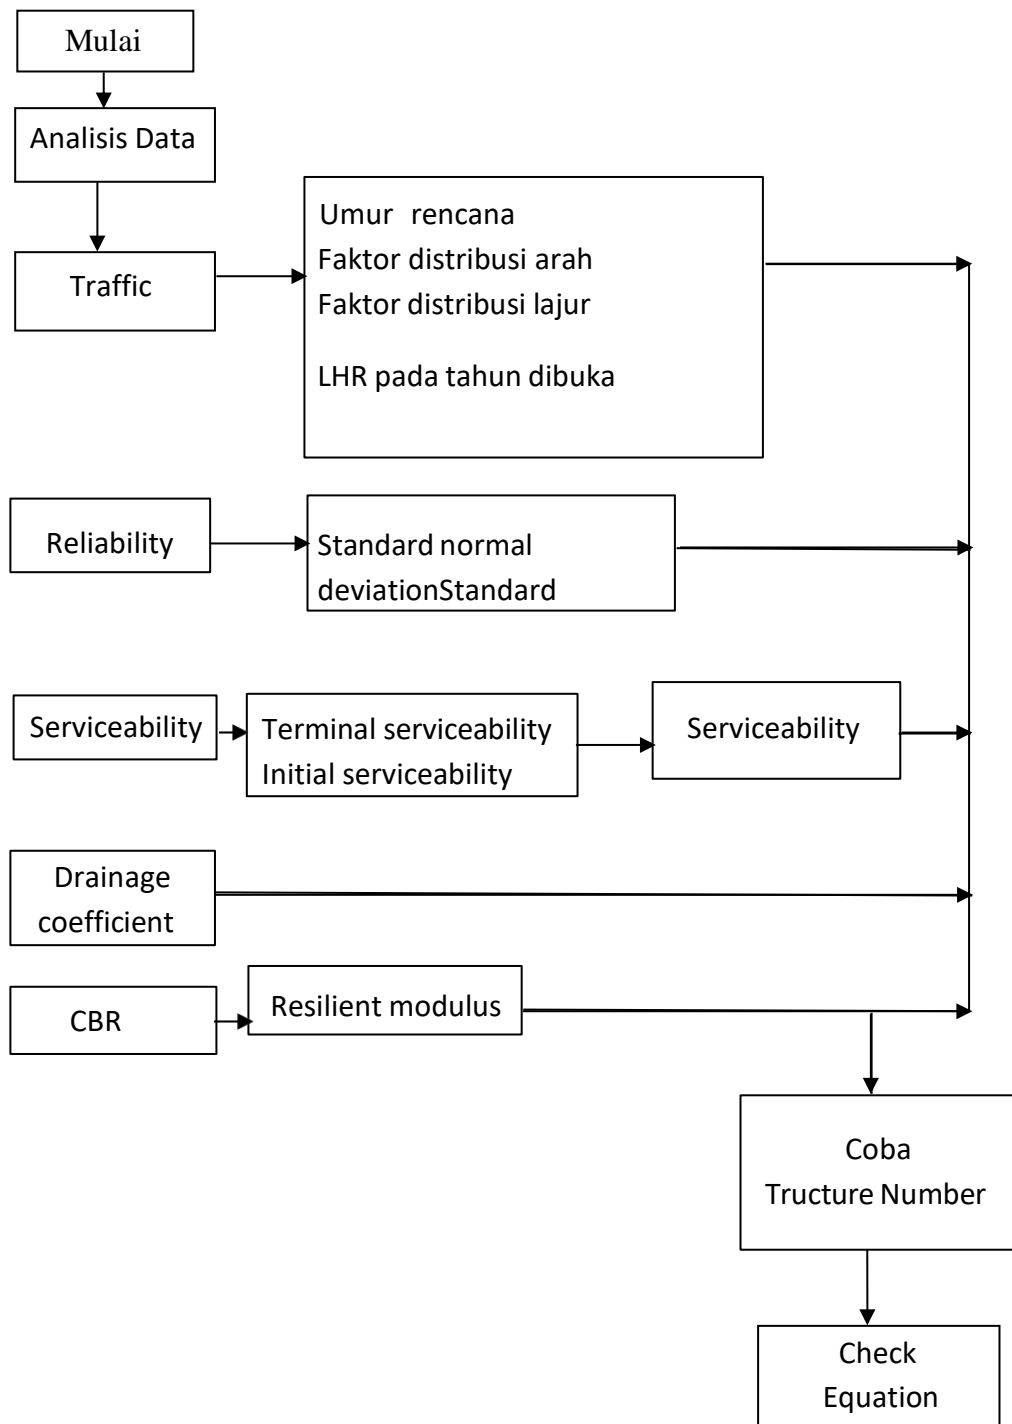 Mulai
Analisis Data
Traffic
Umur rencana
Faktor distribusi arah
Faktor distribusi lajur
LHR pada tahun dibuka
Reliability
Standard normal
deviationStandard
Serviceability
Terminal serviceability
Initial serviceability
Serviceability
Drainage
coefficient
CBR
Resilient modulus
Coba
Tructure Number
Check
Equation